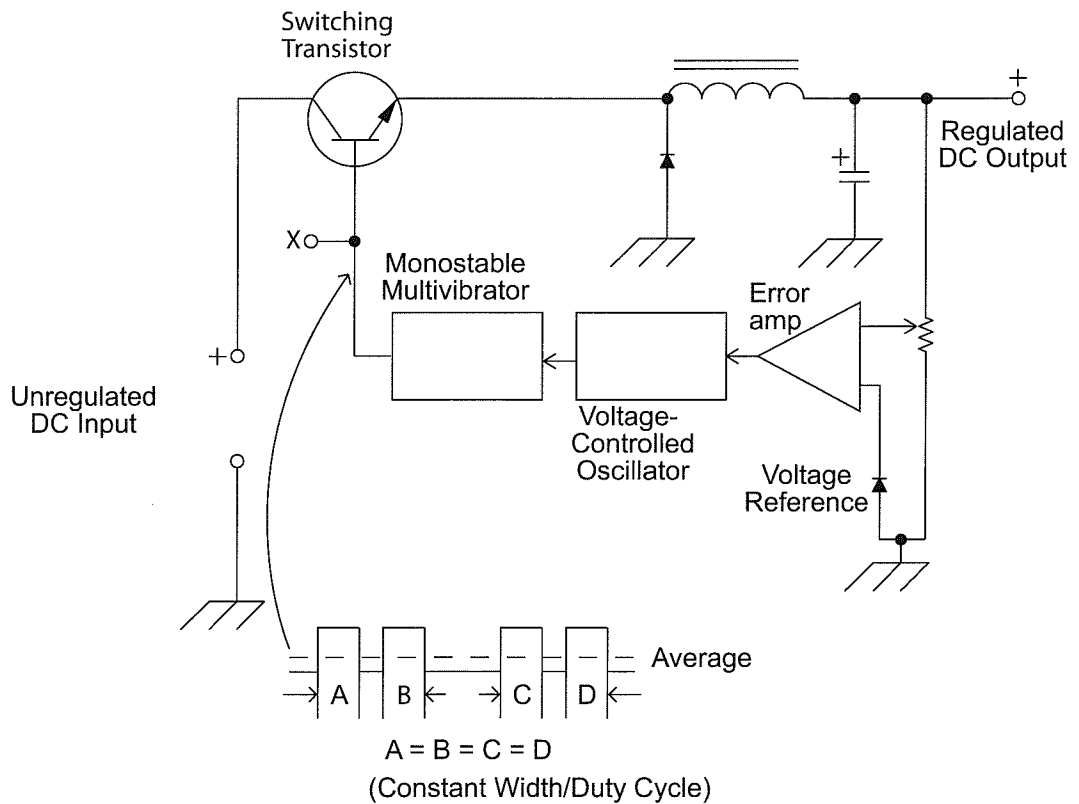 Switching
Transistor
+
Regulated
DC Output
+
X
Monostable
Multivibrator
Error
amp
+
Unregulated
DC Input
Voltage-
Controlled
Oscillator
Voltage
Reference
Average
A
B
C
D
A = B = C = D
(Constant Width/Duty Cycle)